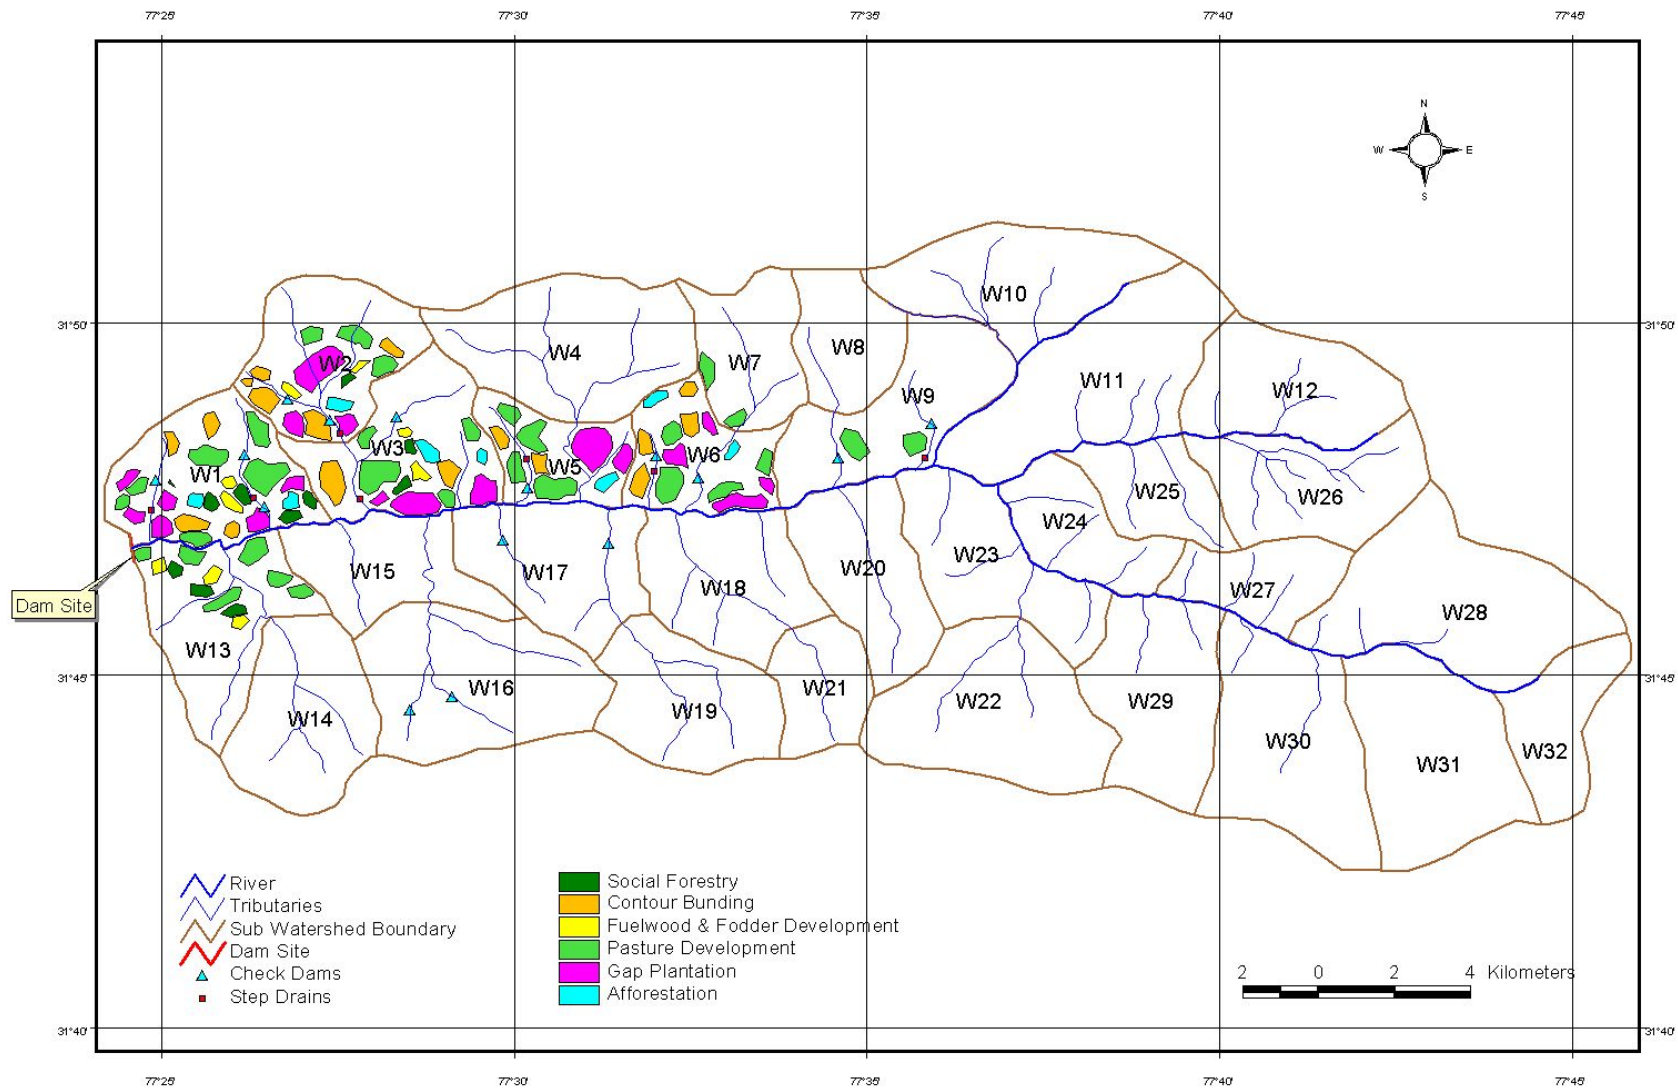 77°25' 77°30' 77°35' 77°40' 77°45'
N
W E
S
W10
31°50' 31°50'
W8
W4
W7
W2
W11
W12
W9
W3
W6
W5
W1
W25
W26
W24
W23
W15
W17
W20
W18
W27
Dam Site
W28
W13
W16
W21
31°45' 31°45'
W22
W29
W19
W14
W30
W32
W31
River
Tributaries
Sub Watershed Boundary
Dam Site
Check Dams
Step Drains
Social Forestry
Contour Bunding
Fuelwood & Fodder Development
Pasture Development
Gap Plantation
Afforestation
2 0 2 4 Kilometers
31°40' 31°40'
77°25' 77°30' 77°35' 77°40' 77°45'